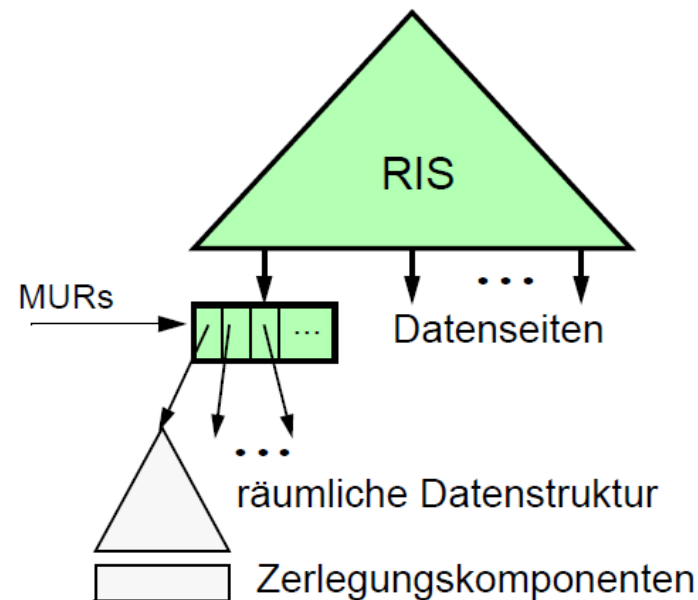 RIS
...
MURs
...
Datenseiten
...
räumliche Datenstruktur
Zerlegungskomponenten